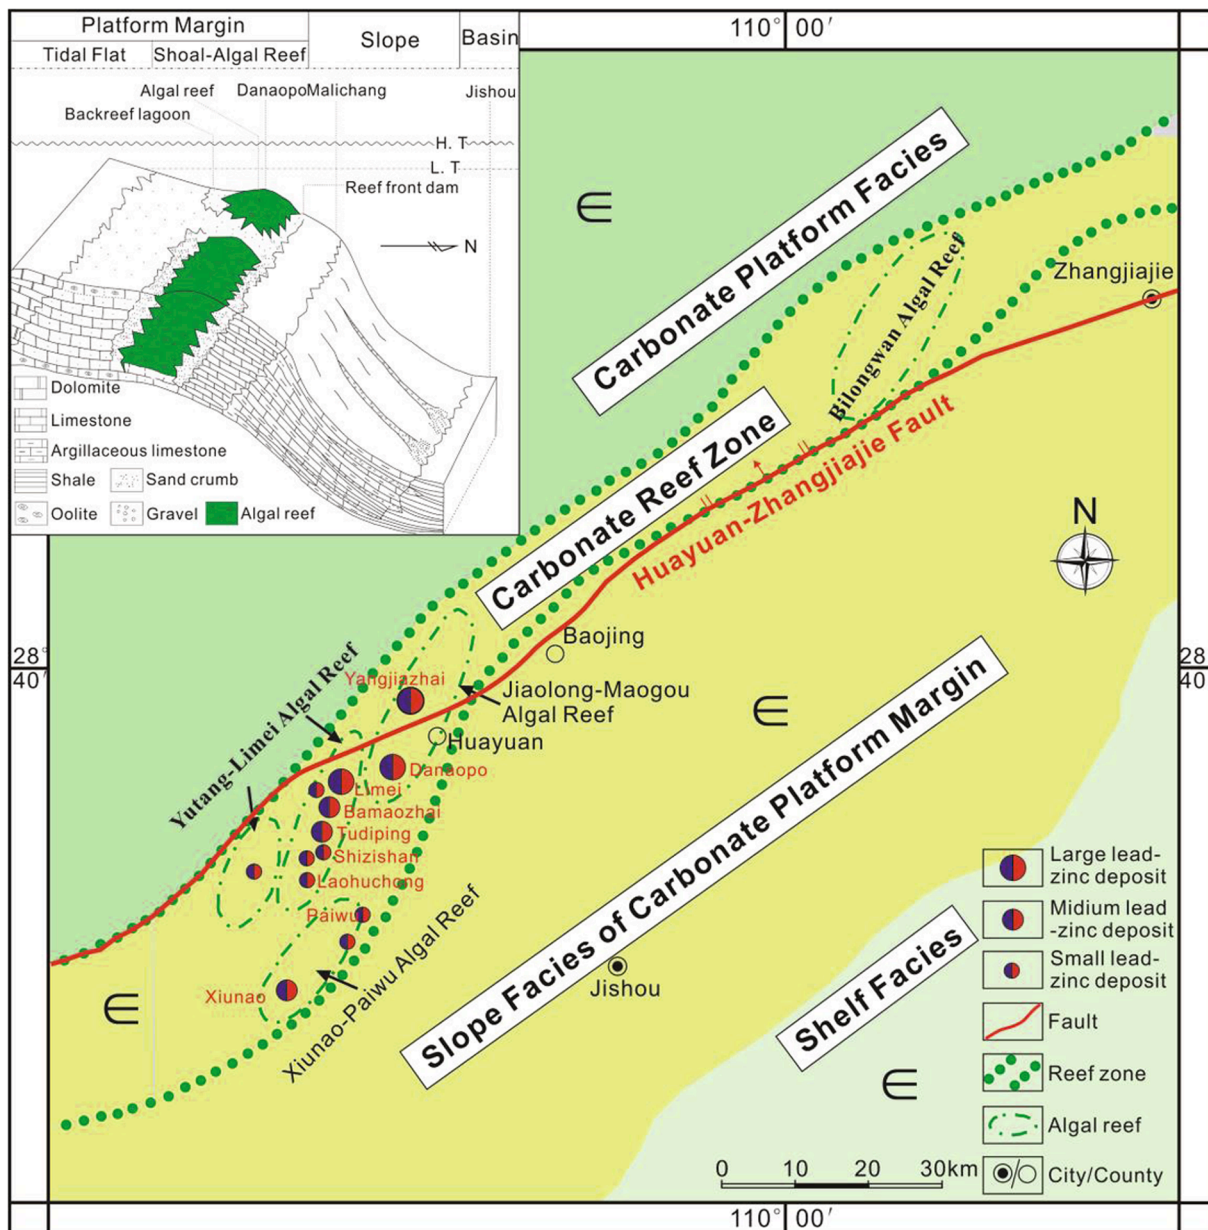 Platform Margin
Slope
Basin
Tidal Flat
Shoal-Algal Reef
Algal reef
Danaopo
Malichang
Jishou
Backreef lagoon
H. T
L. T
Reef front dam
N
Dolomite
Limestone
Argillaceous limestone
Shale
Sand crumb
Oolite
Gravel
Algal reef
110° 00′
∈
Carbonate Platform Facies
Bilongwan Algal Reef
Zhangjiajie
Carbonate Reef Zone
Huayuan-Zhangjiajie Fault
N
28°
40′
28°
40′
Baojing
Yangjiazhai
Jiaolong-Maogou
Algal Reef
Yutang-Limei Algal Reef
Huayuan
∈
Danaopo
Limei
Bamaozhai
Tudiping
Shizishan
Laohuchong
Paiwu
Xiunao
Xiunao-Paiwu Algal Reef
∈
Slope Facies of Carbonate Platform Margin
Jishou
Shelf Facies
∈
Large lead-
zinc deposit
Midium lead
-zinc deposit
Small lead-
zinc deposit
Fault
Reef zone
Algal reef
City/County
0 10 20 30km
110° 00′